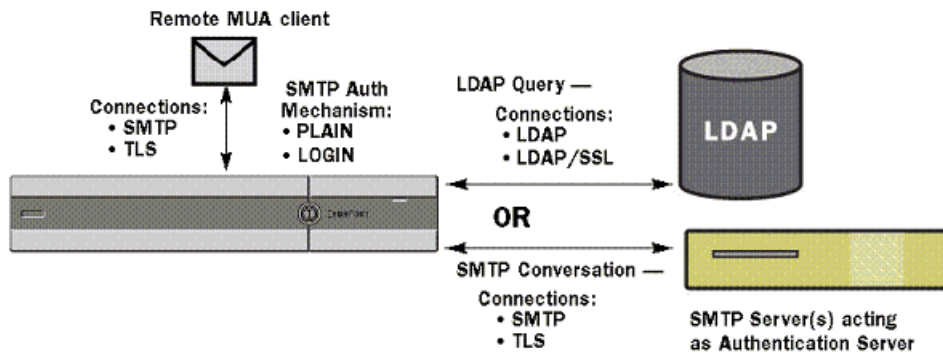 Remote MUA client
Connections:
• SMTP
• TLS
SMTP Auth
Mechanism:
• PLAIN
• LOGIN
LDAP Query —
Connections:
• LDAP
• LDAP/SSL
LDAP
OR
SMTP Conversation —
Connections:
• SMTP
• TLS
SMTP Server(s) acting
as Authentication Server